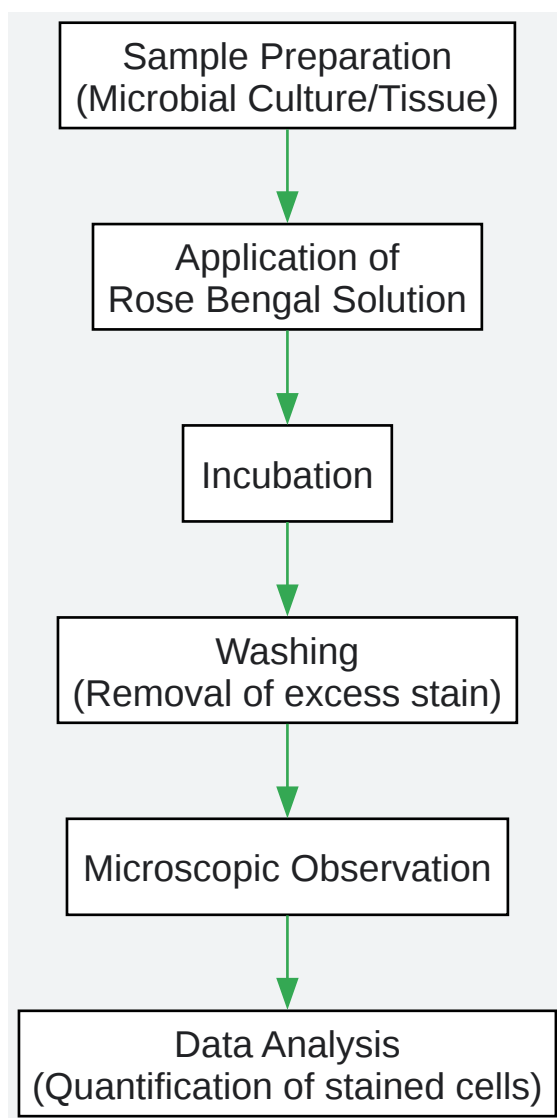 Sample Preparation
(Microbial Culture/Tissue)
Application of
Rose Bengal Solution
Incubation
Washing
(Removal of excess stain)
Microscopic Observation
Data Analysis
(Quantification of stained cells)